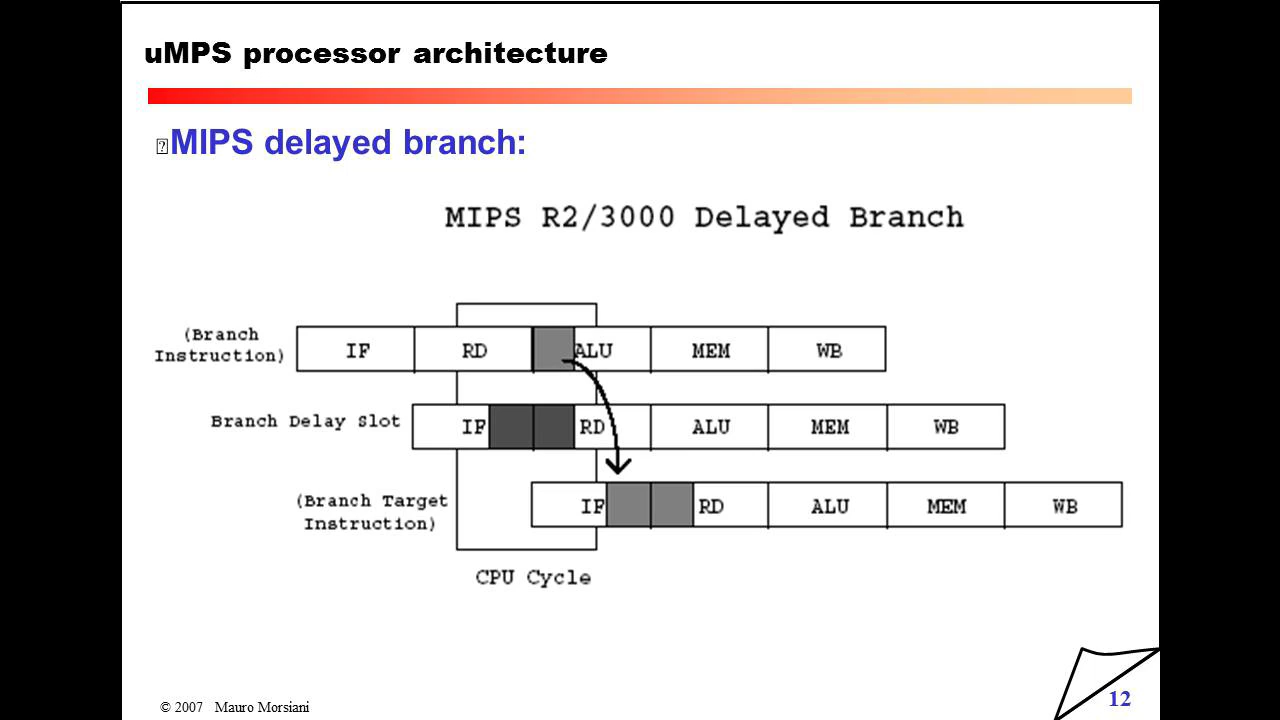 uMPS processor architecture
MIPS delayed branch:
MIPS R2/3000 Delayed Branch
(Branch
Instruction)
IF RD ALU MEM WB
Branch Delay Slot
IF RD ALU MEM WB
(Branch Target
Instruction)
IF RD ALU MEM WB
CPU Cycle
© 2007 Mauro Morsiani
12